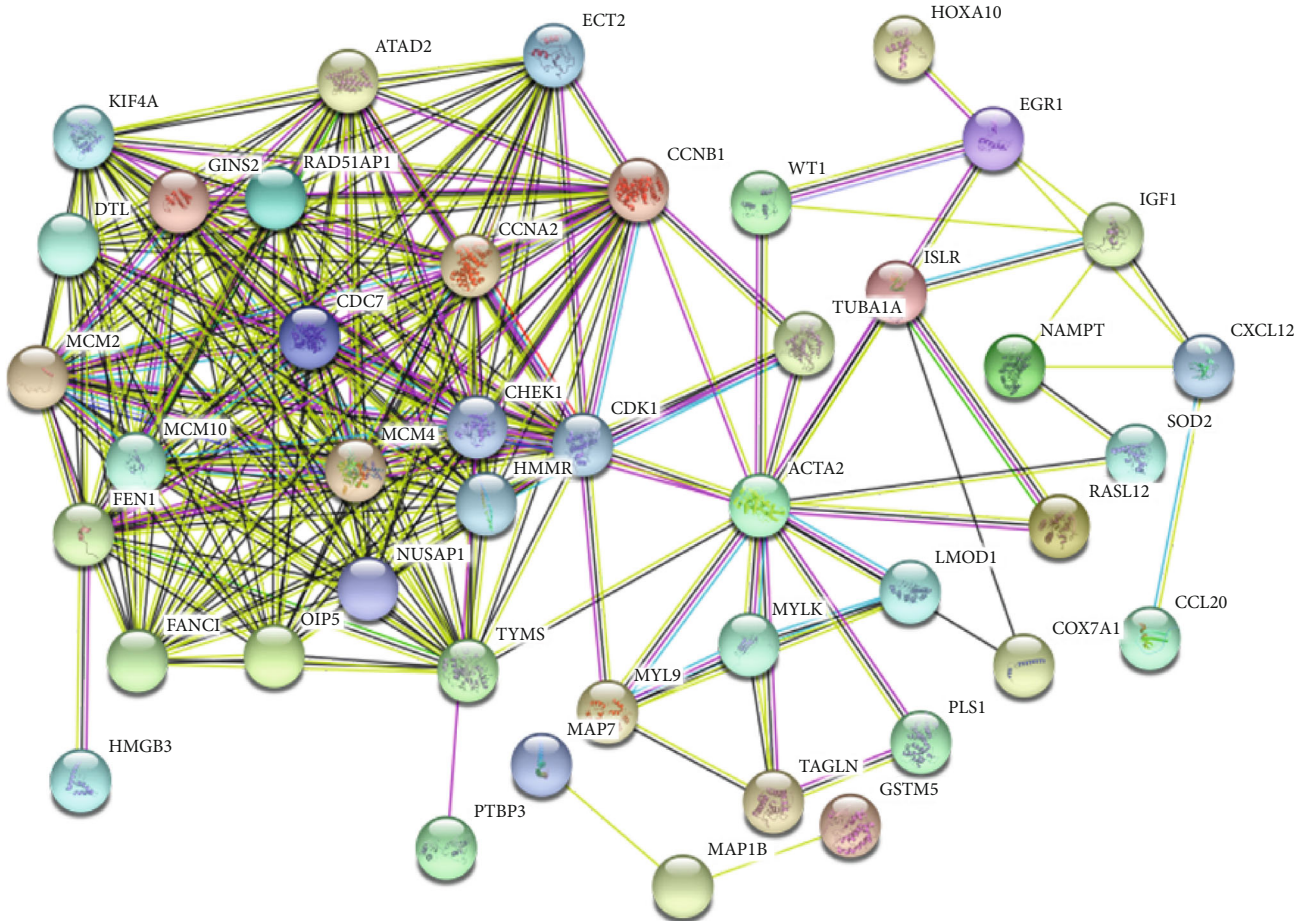 ECT2
HOXA10
ATAD2
KIF4A
EGR1
CCNB1
GINS2
RAD51AP1
WT1
IGF1
DTL
CCNA2
ISLR
CDC7
TUBA1A
NAMPT
CXCL12
MCM2
CHEK1
CDK1
SOD2
MCM10
MCM4
ACTA2
HMMR
RASL12
FEN1
NUSAP1
LMOD1
CCL20
FANCI
OIP5
TYMS
MYLK
COX7A1
MYL9
PLS1
MAP7
HMGB3
TAGLN
GSTM5
PTBP3
MAP1B